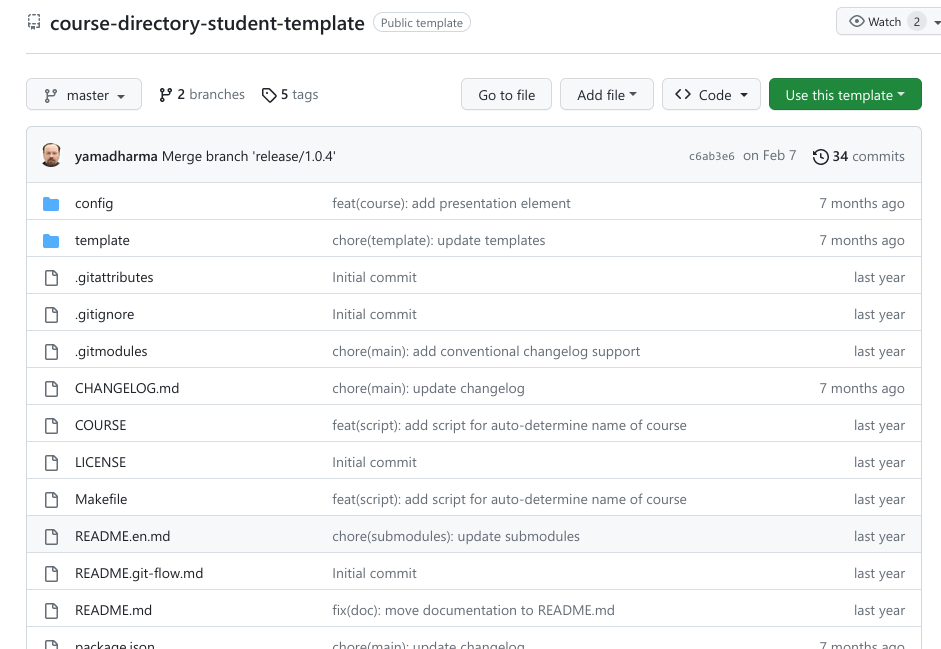 course-directory-student-template Public template Watch 2
master 2 branches 5 tags Go to file Add file Code Use this template
yamadharma Merge branch 'release/1.0.4' c6ab3e6 on Feb 7 34 commits
config feat(course): add presentation element 7 months ago
template chore(template): update templates 7 months ago
.gitattributes Initial commit last year
.gitignore Initial commit last year
.gitmodules chore(main): add conventional changelog support last year
CHANGELOG.md chore(main): update changelog 7 months ago
COURSE feat(script): add script for auto-determine name of course last year
LICENSE Initial commit last year
Makefile feat(script): add script for auto-determine name of course last year
README.en.md chore(submodules): update submodules last year
README.git-flow.md Initial commit last year
README.md fix(doc): move documentation to README.md last year
package.json chore(main): update changelog 7 months ago